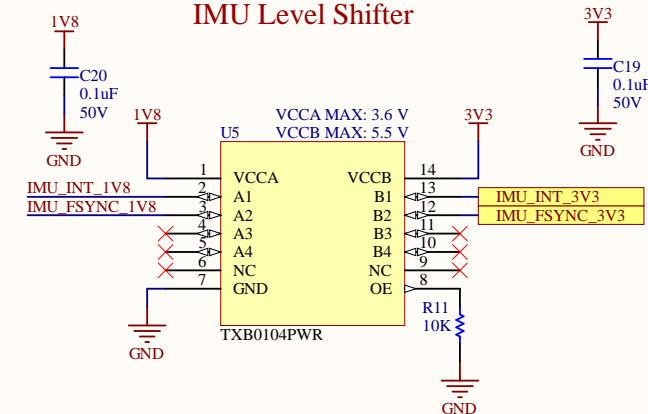 IMU Level Shifter
1V8
3V3
C20
0.1uF
50V
C19
0.1uF
50V
GND
GND
1V8
VCCA MAX: 3.6 V
VCCB MAX: 5.5 V
3V3
U5
1 VCCA VCCB 14
IMU_INT_1V8 2 A1 B1 13 IMU_INT_3V3
IMU_FSYNC_1V8 3 A2 B2 12 IMU_FSYNC_3V3
4 A3 B3 11
5 A4 B4 10
6 NC NC 9
7 GND OE 8
R11
10K
TXB0104PWR
GND
GND